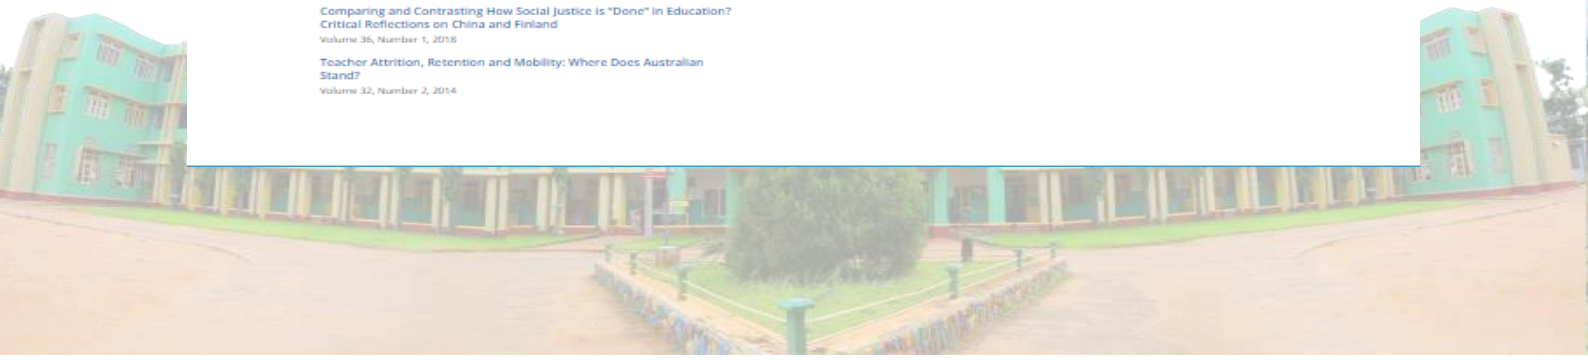 Comparing and Contrasting How Social Justice is "Done" in Education?
Critical Reflections on China and Finland
Volume 36, Number 1, 2018
Teacher Attrition, Retention and Mobility: Where Does Australian
Stand?
Volume 32, Number 2, 2014